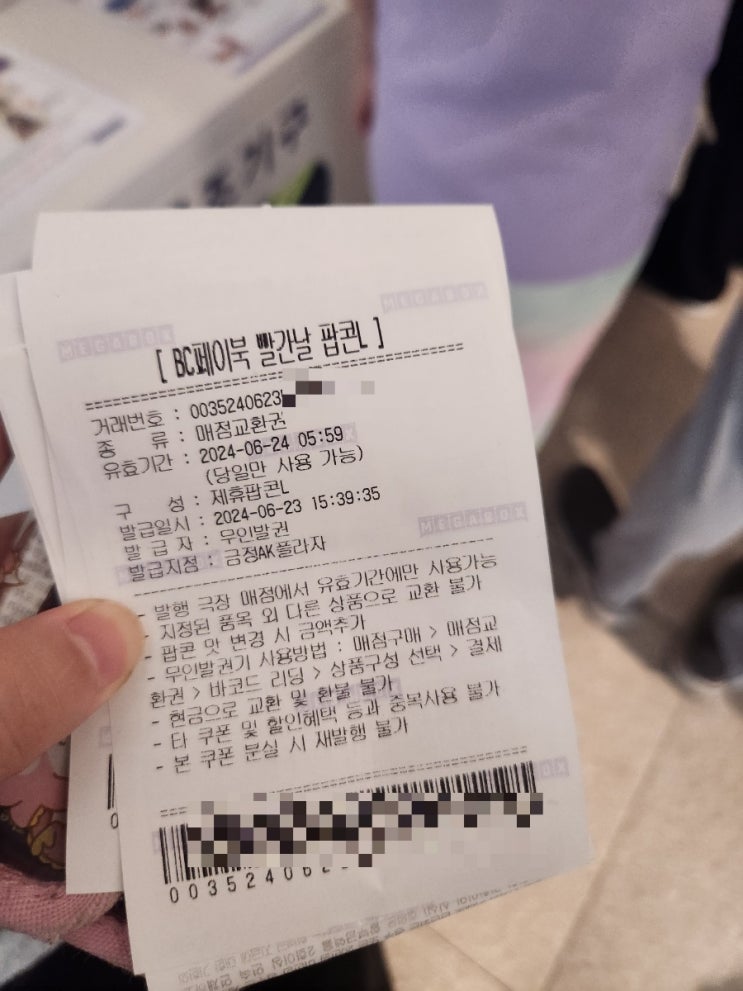 MEGABOX
MEGABOX
[ BC페이북 빨간날 팝콘L ]
거래번호 : 0035240623
종 류 : 매점교환권
유효기간 : 2024-06-24 05:59
(당일만 사용 가능)
구 성 : 제휴팝콘L
발급일시 : 2024-06-23 15:39:35
발 급 자 : 무인발권
발급지점 : 금정AK플라자
MEGABOX
- 발행 극장 매점에서 유효기간에만 사용가능
- 지정된 품목 외 다른 상품으로 교환 불가
- 팝콘 맛 변경 시 금액추가
- 무인발권기 사용방법 : 매점구매 > 매점교
환권 > 바코드 리딩 > 상품구성 선택 > 결제
- 현금으로 교환 및 환불 불가
- 타 쿠폰 및 할인혜택 등과 중복사용 불가
- 본 쿠폰 분실 시 재발행 불가
003524062